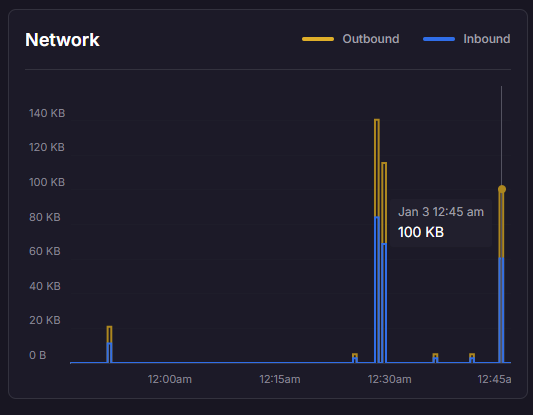 Network
Outbound
Inbound
140 KB
120 KB
100 KB
80 KB
60 KB
40 KB
20 KB
0 B
Jan 3 12:45 am
100 KB
12:00am
12:15am
12:30am
12:45a